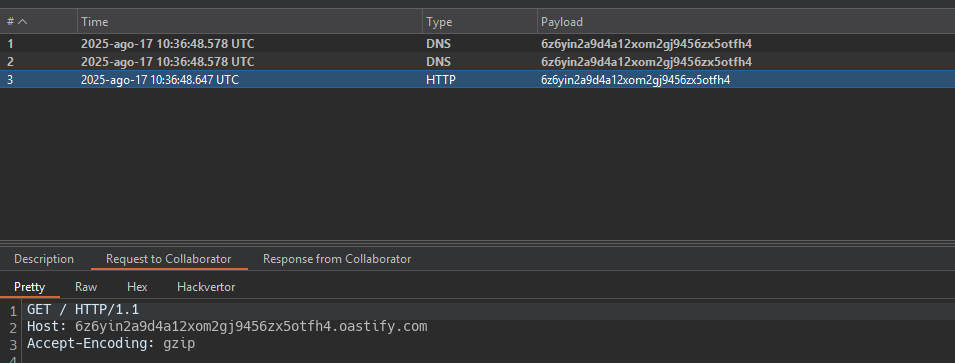 # Time Type Payload
1 2025-ago-17 10:36:48.578 UTC DNS 6z6yin2a9d4a12xom2gj9456zx5otfh4
2 2025-ago-17 10:36:48.578 UTC DNS 6z6yin2a9d4a12xom2gj9456zx5otfh4
3 2025-ago-17 10:36:48.647 UTC HTTP 6z6yin2a9d4a12xom2gj9456zx5otfh4
Description Request to Collaborator Response from Collaborator
Pretty Raw Hex Hackvertor
1 GET / HTTP/1.1
2 Host: 6z6yin2a9d4a12xom2gj9456zx5otfh4.oastify.com
3 Accept-Encoding: gzip
4